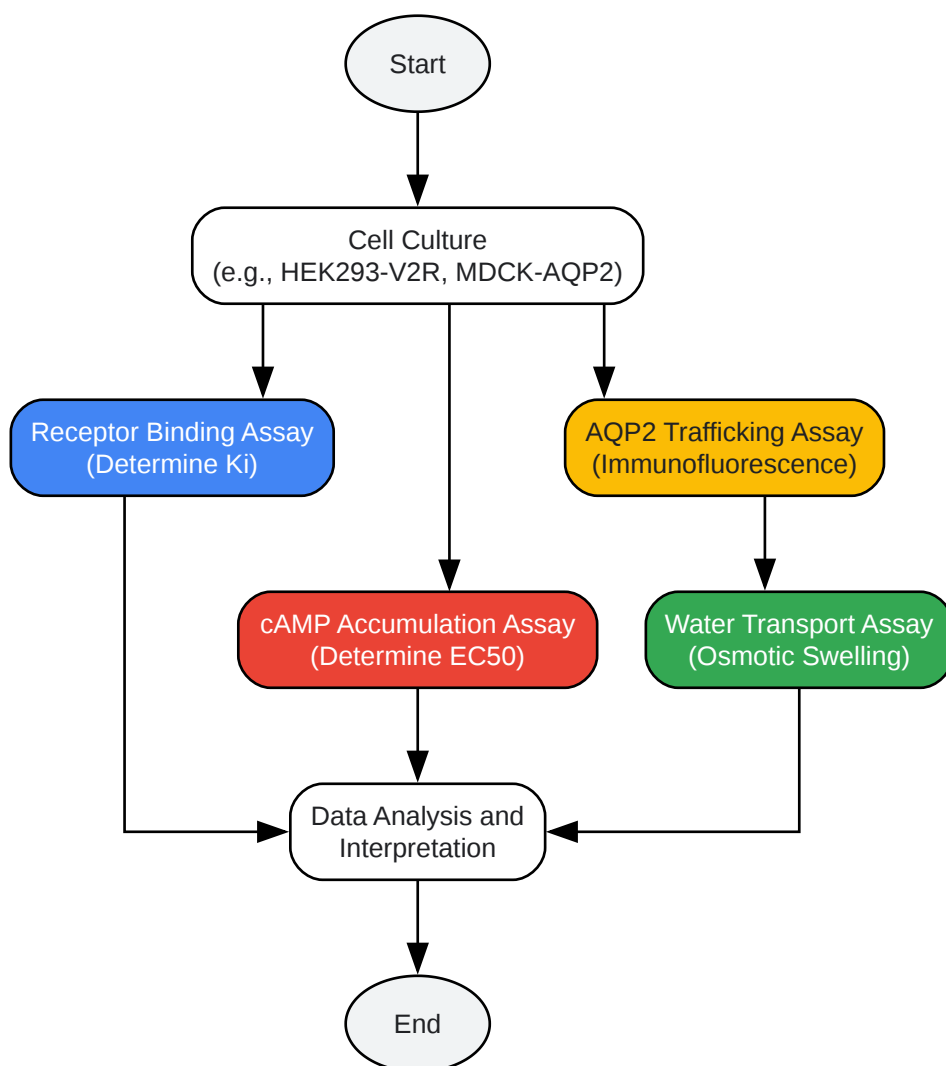 Start
Cell Culture
(e.g., HEK293-V2R, MDCK-AQP2)
Receptor Binding Assay
(Determine Ki)
AQP2 Trafficking Assay
(Immunofluorescence)
cAMP Accumulation Assay
(Determine EC50)
Water Transport Assay
(Osmotic Swelling)
Data Analysis and
Interpretation
End